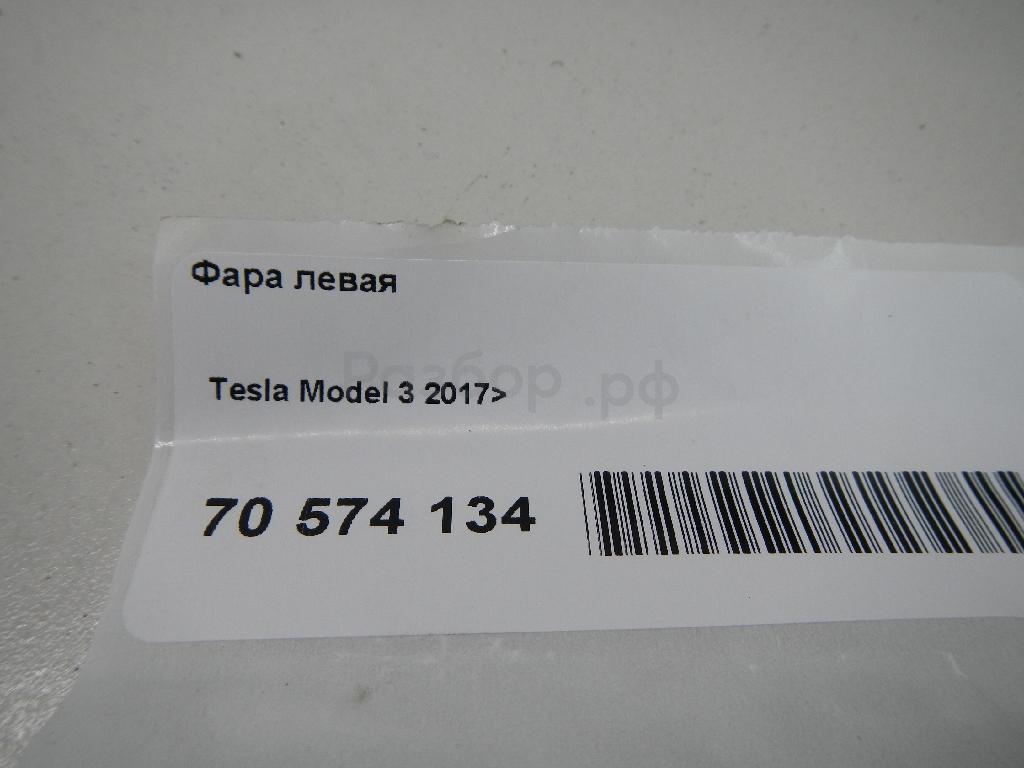 Фара левая
Разбор.рф
Tesla Model 3 2017>
70 574 134